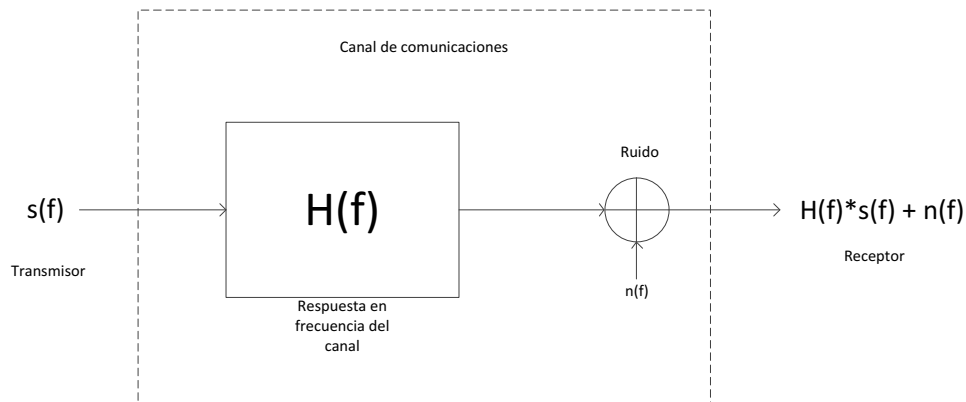 Canal de comunicaciones
Ruido
s(f)
H(f)
H(f)*s(f) + n(f)
Transmisor
Receptor
n(f)
Respuesta en
frecuencia del
canal